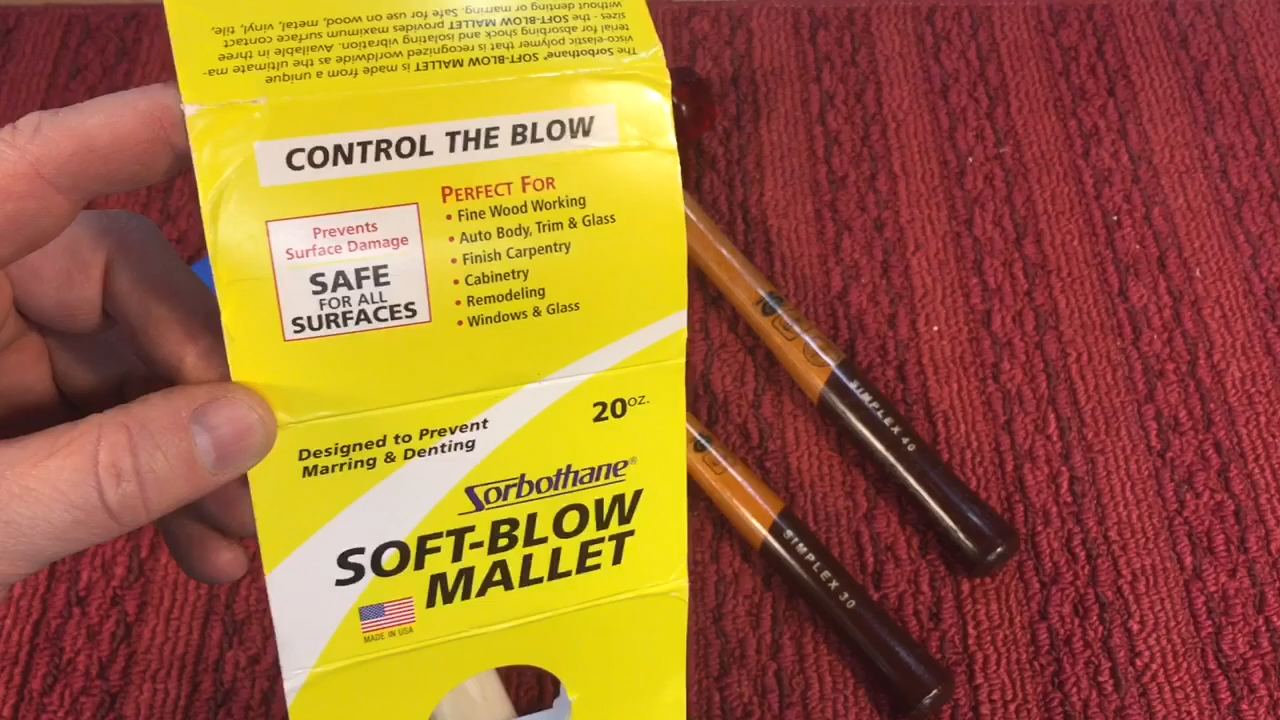 The Sorbothane® SOFT-BLOW MALLET is made from a unique
visco-elastic polymer that is recognized worldwide as the ultimate ma-
terial for absorbing shock and isolating vibration. Available in three
sizes - the SOFT-BLOW MALLET provides maximum surface contact
without denting or marring. Safe for use on wood, metal, vinyl, tile,
CONTROL THE BLOW
Prevents
Surface Damage
SAFE
FOR ALL
SURFACES
PERFECT FOR
• Fine Wood Working
• Auto Body, Trim & Glass
• Finish Carpentry
• Cabinetry
• Remodeling
• Windows & Glass
20 OZ.
Designed to Prevent
Marring & Denting
Sorbothane®
SOFT-BLOW
MALLET
MADE IN USA
SIMPLEX 40
SIMPLEX 30